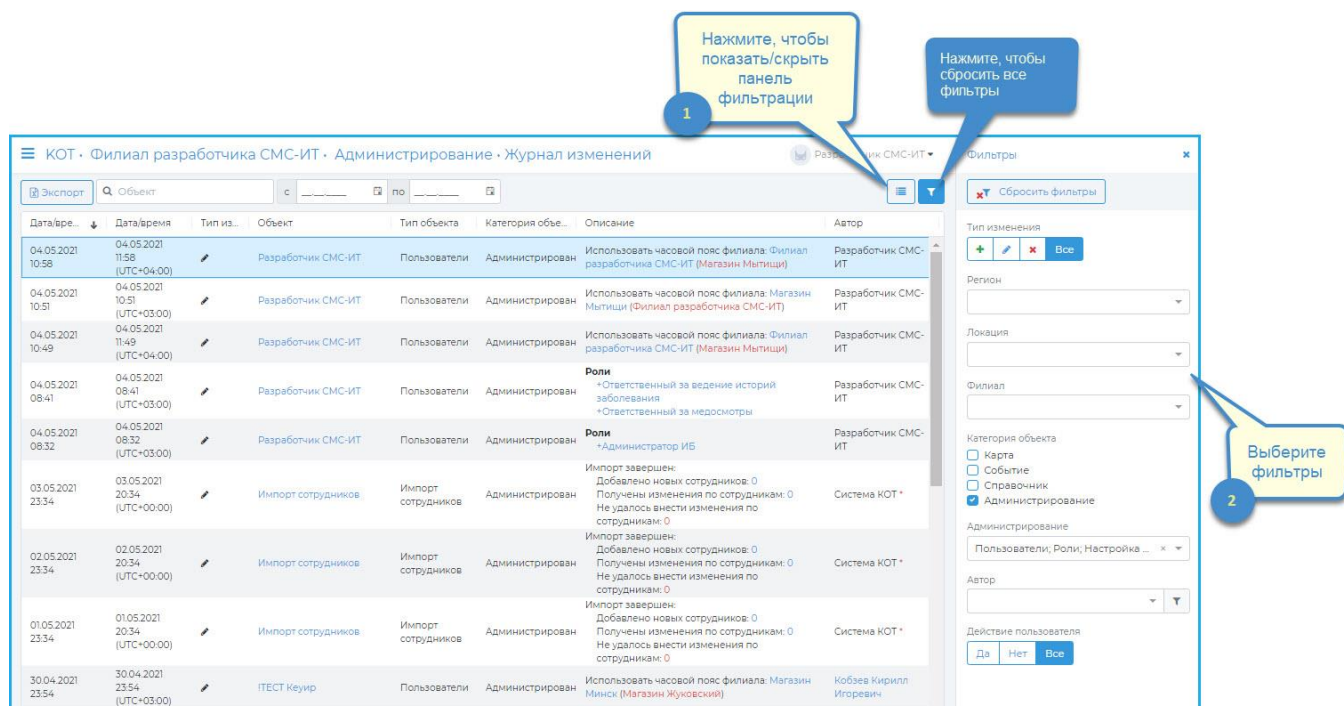 Нажмите, чтобы
показать/скрыть
панель
фильтрации
1
Нажмите, чтобы
сбросить все
фильтры
КОТ · Филиал разработчика СМС-ИТ · Администрирование · Журнал изменений
СМС-ИТ
Фильтры
Экспорт
Объект
с
по
Сбросить фильтры
Дата/вре... Дата/время Тип из... Объект Тип объекта Категория объе... Описание Автор
04.05.2021
10:58
04.05.2021
11:58
(UTC+04:00)
Разработчик СМС-ИТ
Пользователи
Администрирован
Использовать часовой пояс филиала: Филиал
разработчика СМС-ИТ (Магазин Мытищи)
Разработчик СМС-
ИТ
04.05.2021
10:51
04.05.2021
10:51
(UTC+03:00)
Разработчик СМС-ИТ
Пользователи
Администрирован
Использовать часовой пояс филиала: Магазин
Мытищи (Филиал разработчика СМС-ИТ)
Разработчик СМС-
ИТ
04.05.2021
10:49
04.05.2021
11:49
(UTC+04:00)
Разработчик СМС-ИТ
Пользователи
Администрирован
Использовать часовой пояс филиала: Филиал
разработчика СМС-ИТ (Магазин Мытищи)
Разработчик СМС-
ИТ
04.05.2021
08:41
04.05.2021
08:41
(UTC+03:00)
Разработчик СМС-ИТ
Пользователи
Администрирован
Роли
+Ответственный за ведение историй
заболевания
+Ответственный за медосмотры
Разработчик СМС-
ИТ
04.05.2021
08:32
04.05.2021
08:32
(UTC+03:00)
Разработчик СМС-ИТ
Пользователи
Администрирован
Роли
+Администратор ИБ
Разработчик СМС-
ИТ
03.05.2021
23:34
03.05.2021
20:34
(UTC+00:00)
Импорт сотрудников
Импорт
сотрудников
Администрирован
Импорт завершен:
Добавлено новых сотрудников: 0
Получены изменения по сотрудникам: 0
Не удалось внести изменения по
сотрудникам: 0
Система КОТ *
02.05.2021
23:34
02.05.2021
20:34
(UTC+00:00)
Импорт сотрудников
Импорт
сотрудников
Администрирован
Импорт завершен:
Добавлено новых сотрудников: 0
Получены изменения по сотрудникам: 0
Не удалось внести изменения по
сотрудникам: 0
Система КОТ *
01.05.2021
23:34
01.05.2021
20:34
(UTC+00:00)
Импорт сотрудников
Импорт
сотрудников
Администрирован
Импорт завершен:
Добавлено новых сотрудников: 0
Получены изменения по сотрудникам: 0
Не удалось внести изменения по
сотрудникам: 0
Система КОТ *
30.04.2021
23:54
30.04.2021
23:54
(UTC+03:00)
!ТЕСТ Кеуир
Пользователи
Администрирован
Использовать часовой пояс филиала: Магазин
Минск (Магазин Жуковский)
Кобзев Кирилл
Игоревич
Тип изменения
Все
Регион
Локация
Филиал
Категория объекта
Карта
Событие
Справочник
Администрирование
Администрирование
Пользователи; Роли; Настройка ...
Автор
Действие пользователя
Да Нет Все
Выберите
фильтры
2